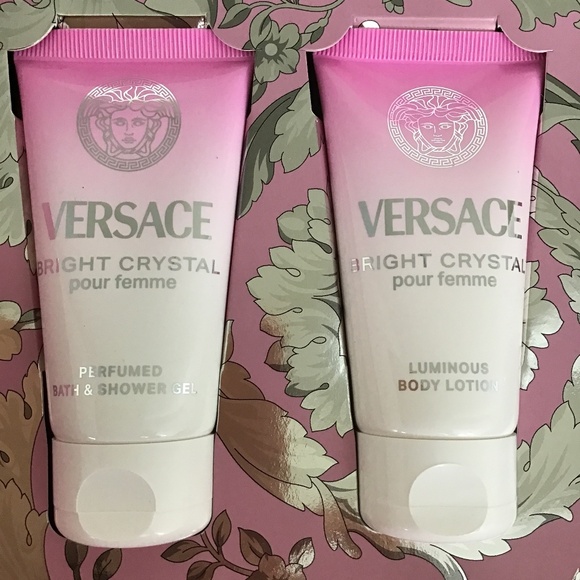 VERSACE
BRIGHT CRYSTAL
pour femme
PERFUMED
BATH & SHOWER GEL
VERSACE
BRIGHT CRYSTAL
pour femme
LUMINOUS
BODY LOTION